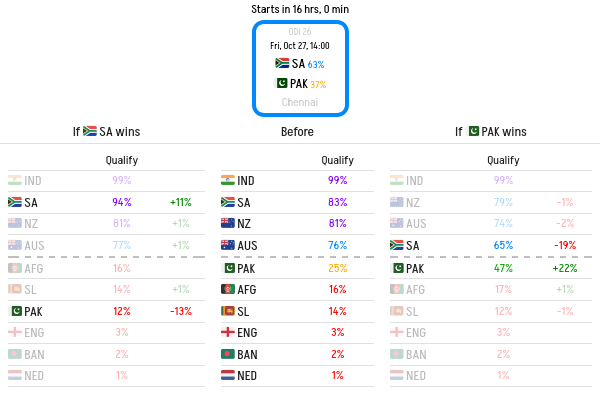 Starts in 16 hrs, 0 min
ODI 26
Fri, Oct 27, 14:00
SA 63%
PAK 37%
Chennai
If SA wins
Qualify
IND 99%
SA 94% +11%
NZ 81% +1%
AUS 77% +1%
AFG 16%
SL 14% +1%
PAK 12% -13%
ENG 3%
BAN 2%
NED 1%
Before
Qualify
IND 99%
SA 83%
NZ 81%
AUS 76%
PAK 25%
AFG 16%
SL 14%
ENG 3%
BAN 2%
NED 1%
If PAK wins
Qualify
IND 99%
NZ 79% -1%
AUS 74% -2%
SA 65% -19%
PAK 47% +22%
AFG 17% +1%
SL 12% -1%
ENG 3%
BAN 2%
NED 1%